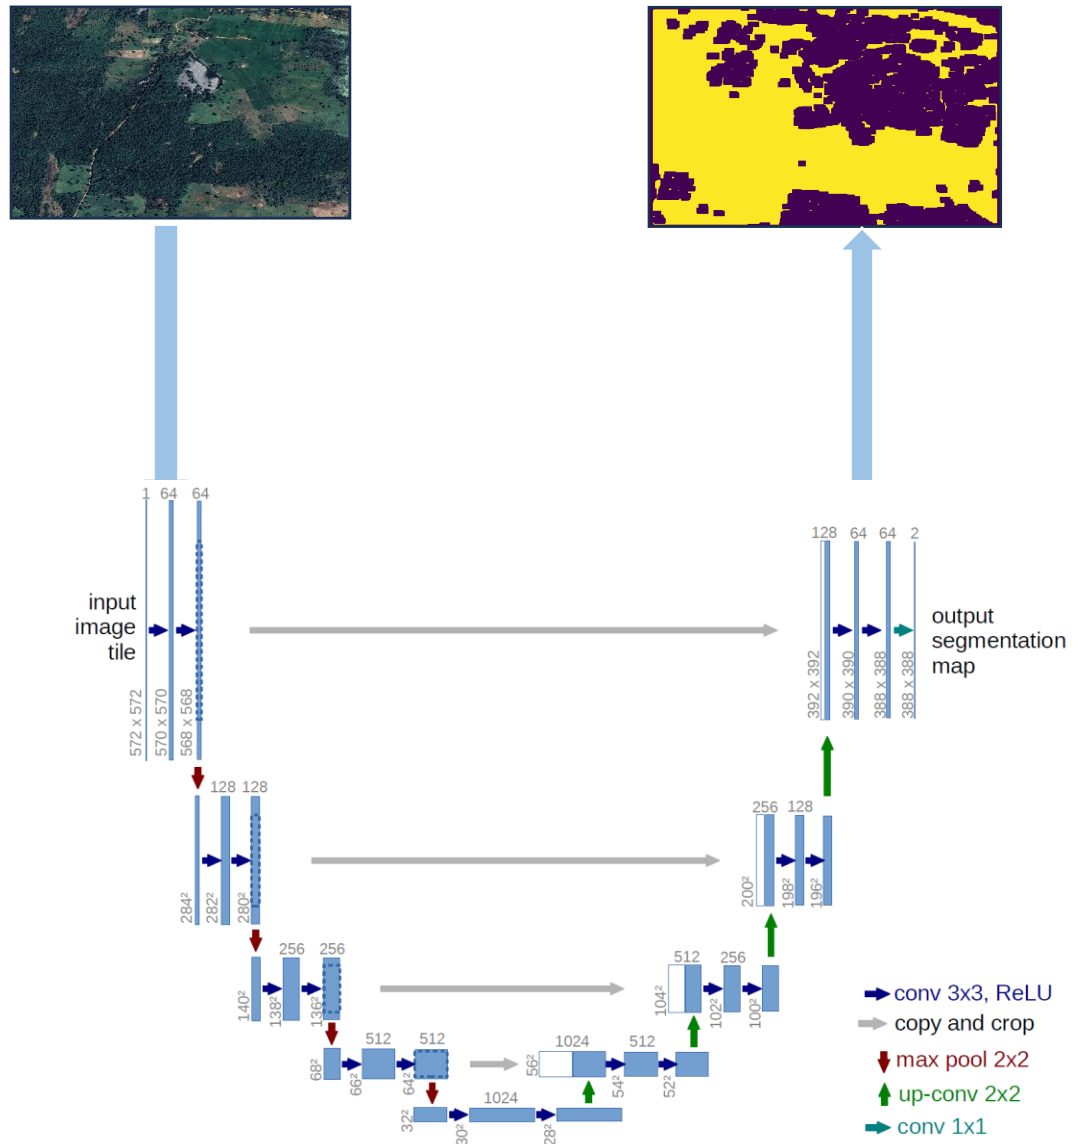 1 64 64
input
image
tile
572 x 572
570 x 570
568 x 568
128 64 64 2
output
segmentation
map
392 x 392
390 x 390
388 x 388
388 x 388
128 128
284²
282²
280²
256 128
200²
198²
196²
256 256
140²
138²
136²
512 256
104²
102²
100²
512 512
68²
66²
64²
1024 512
56²
54²
52²
1024
32²
30²
28²
conv 3x3, ReLU
copy and crop
max pool 2x2
up-conv 2x2
conv 1x1